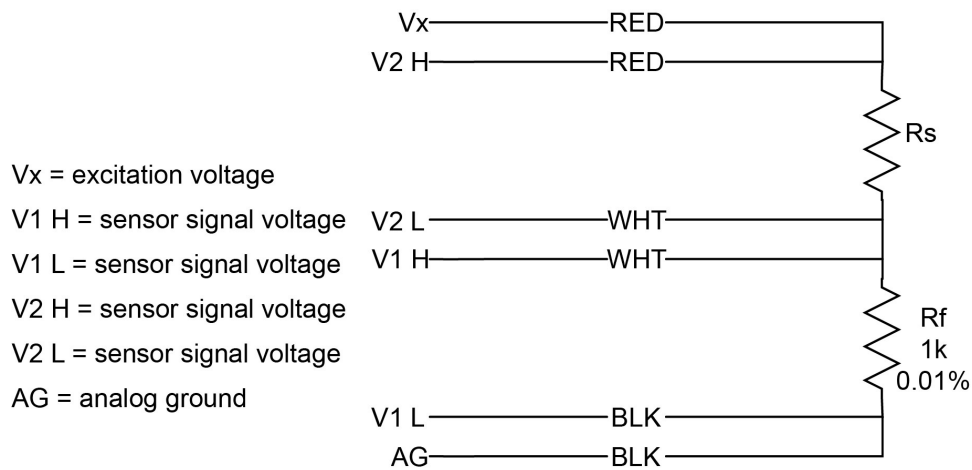 Vx RED
V2 H RED
Rs
Vx = excitation voltage
V1 H = sensor signal voltage
V1 L = sensor signal voltage
V2 H = sensor signal voltage
V2 L = sensor signal voltage
AG = analog ground
V2 L WHT
V1 H WHT
Rf
1k
0.01%
V1 L BLK
AG BLK